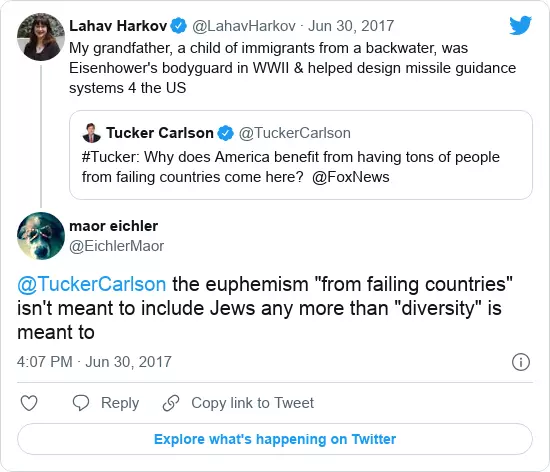 Lahav Harkov @LahavHarkov · Jun 30, 2017
My grandfather, a child of immigrants from a backwater, was
Eisenhower's bodyguard in WWII & helped design missile guidance
systems 4 the US
Tucker Carlson @TuckerCarlson
#Tucker: Why does America benefit from having tons of people
from failing countries come here? @FoxNews
maor eichler
@EichlerMaor
@TuckerCarlson the euphemism "from failing countries"
isn't meant to include Jews any more than "diversity" is
meant to
4:07 PM · Jun 30, 2017
Reply Copy link to Tweet
Explore what's happening on Twitter